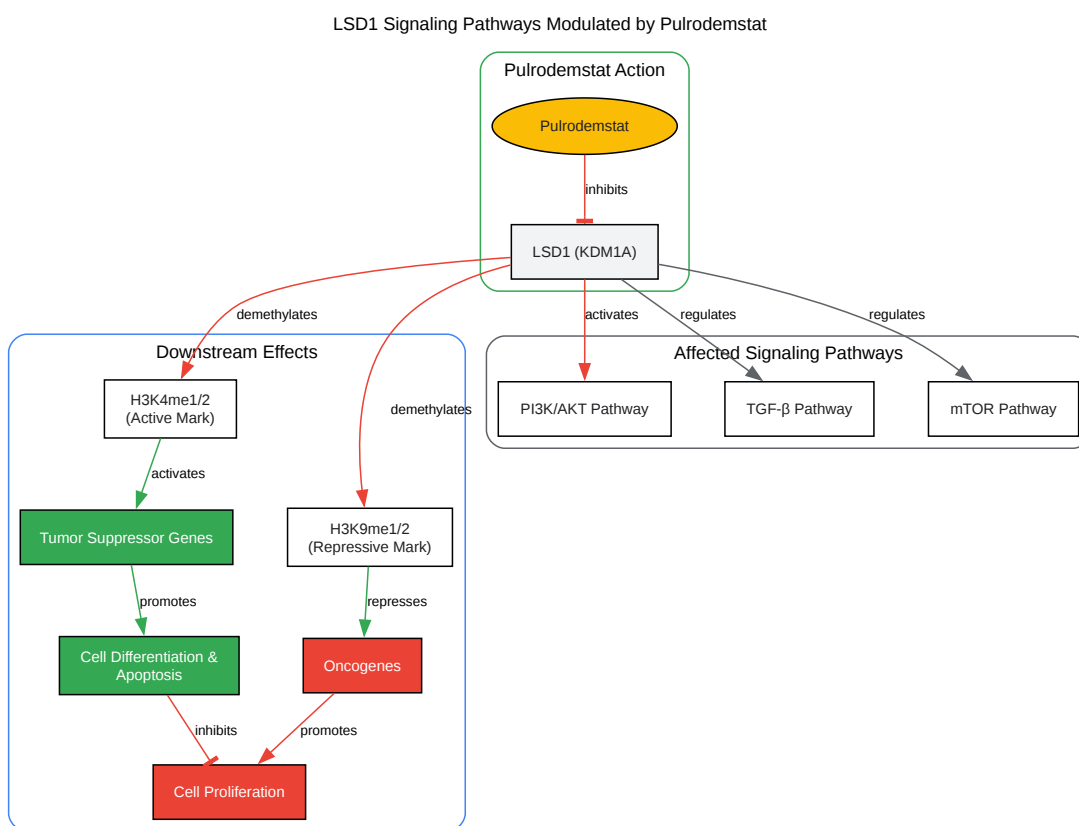 LSD1 Signaling Pathways Modulated by Pulrodemstat
Pulrodemstat Action
Pulrodemstat
inhibits
LSD1 (KDM1A)
demethylates
activates
regulates
regulates
Downstream Effects
Affected Signaling Pathways
H3K4me1/2
(Active Mark)
demethylates
PI3K/AKT Pathway
TGF-β Pathway
mTOR Pathway
activates
Tumor Suppressor Genes
H3K9me1/2
(Repressive Mark)
promotes
represses
Cell Differentiation &
Apoptosis
Oncogenes
inhibits
promotes
Cell Proliferation